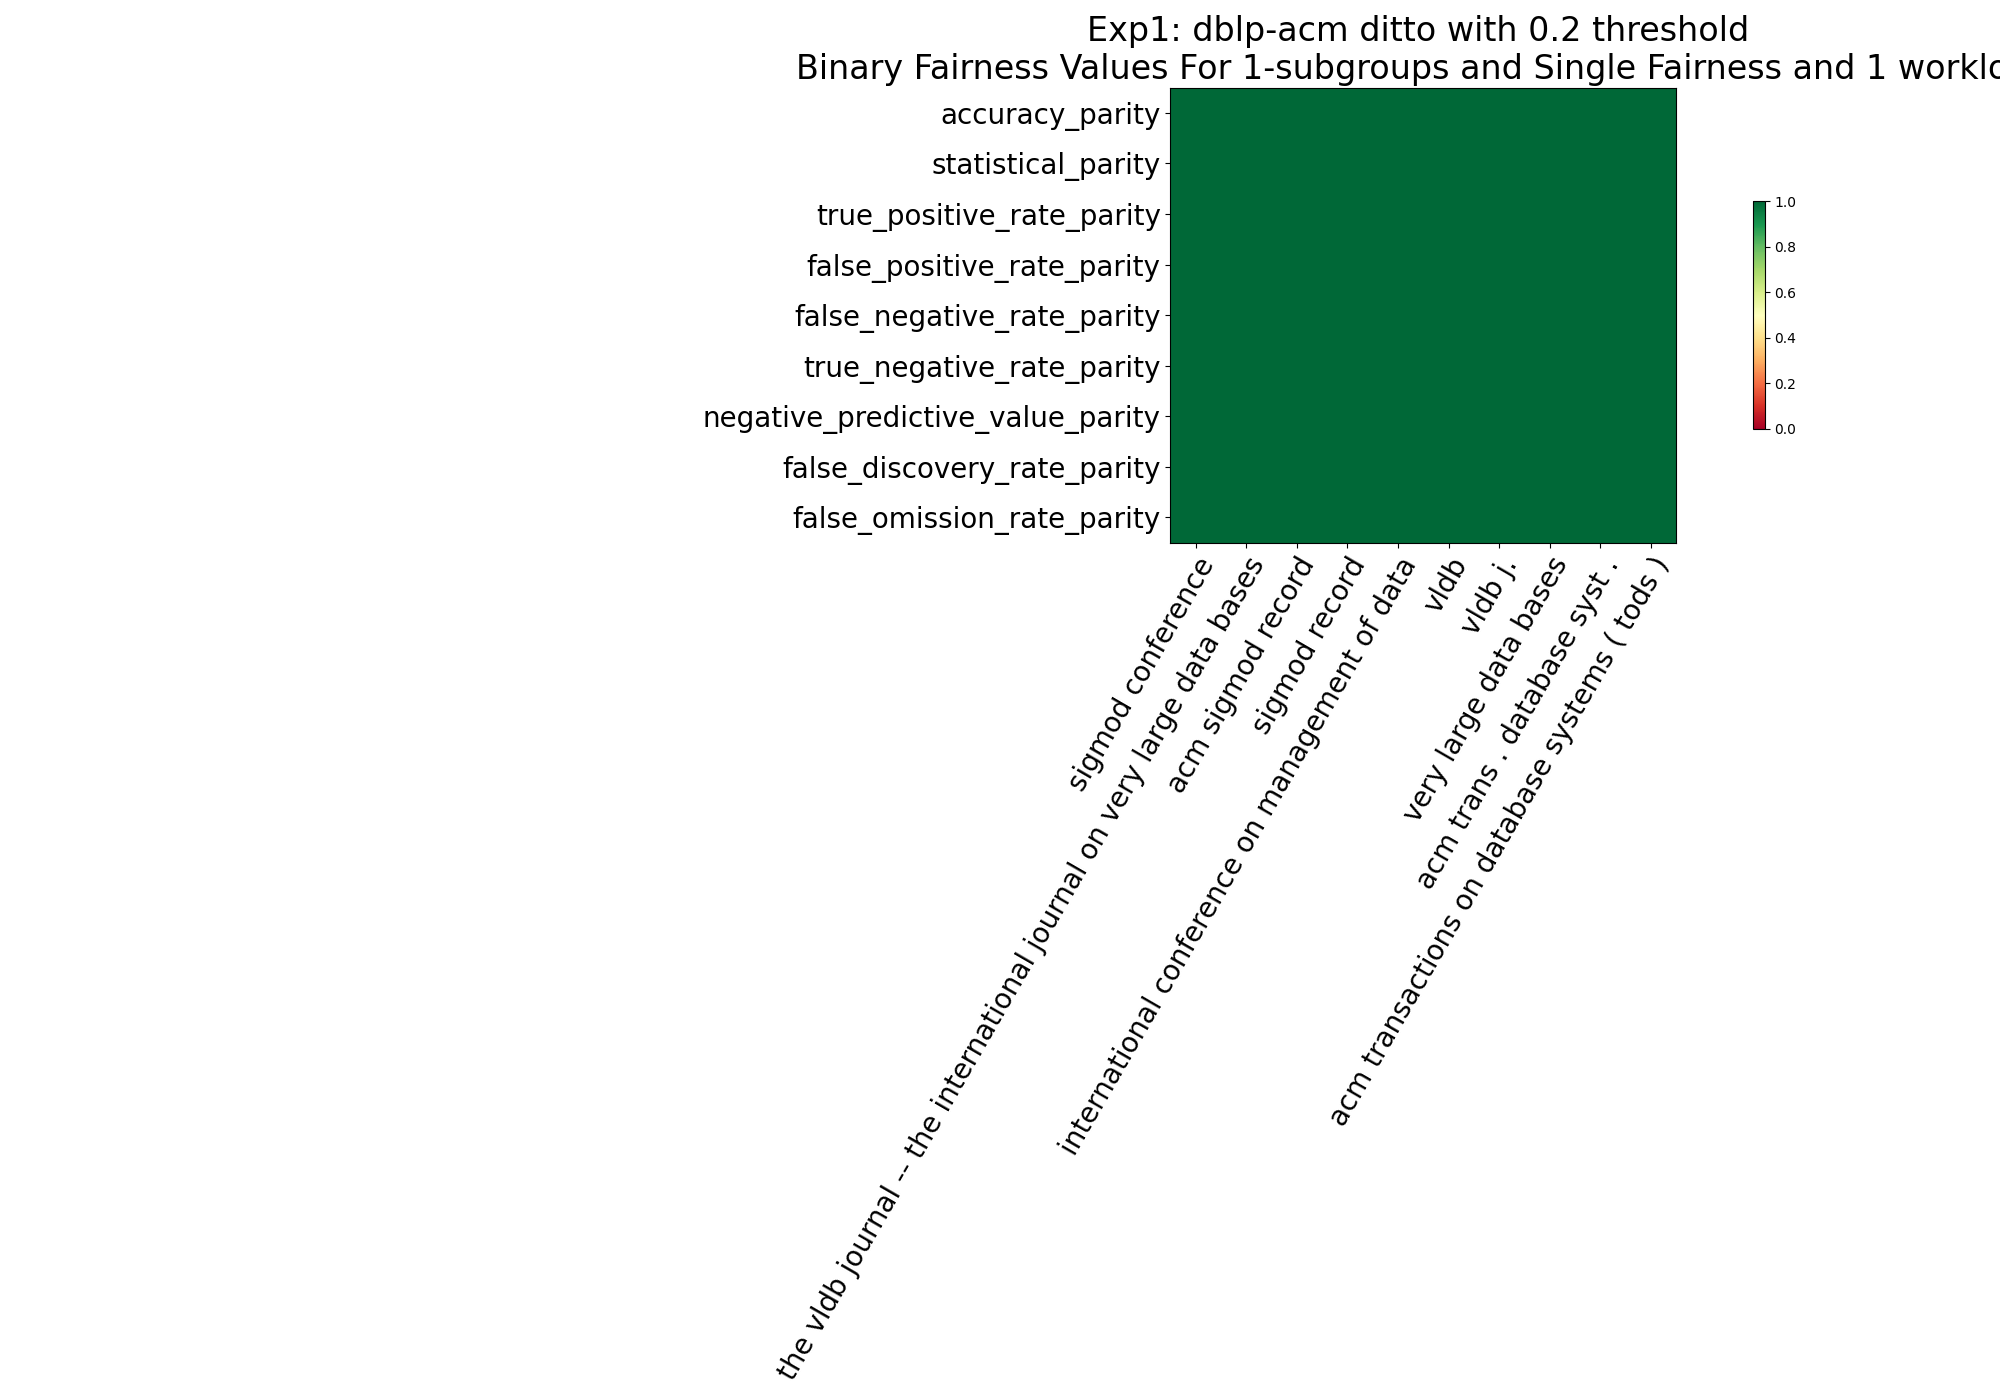 Exp1: dblp-acm ditto with 0.2 threshold
Binary Fairness Values For 1-subgroups and Single Fairness and 1 worklo
accuracy_parity
statistical_parity
true_positive_rate_parity
false_positive_rate_parity
false_negative_rate_parity
true_negative_rate_parity
negative_predictive_value_parity
false_discovery_rate_parity
false_omission_rate_parity
sigmod conference
the vldb journal -- the international journal on very large data bases
acm sigmod record
sigmod record
international conference on management of data
vldb
vldb j.
very large data bases
acm trans . database syst .
acm transactions on database systems ( tods )
1.0
0.8
0.6
0.4
0.2
0.0